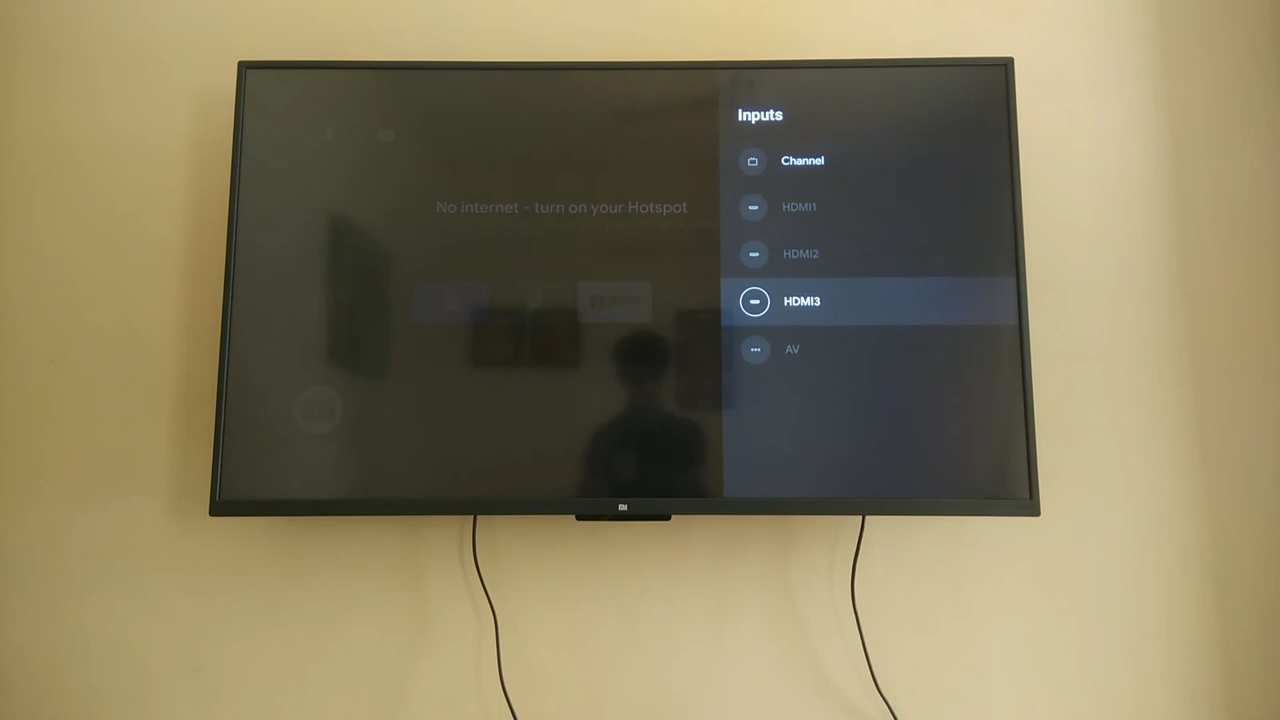 No internet - turn on your Hotspot
Inputs
Channel
HDMI1
HDMI2
HDMI3
AV
mi